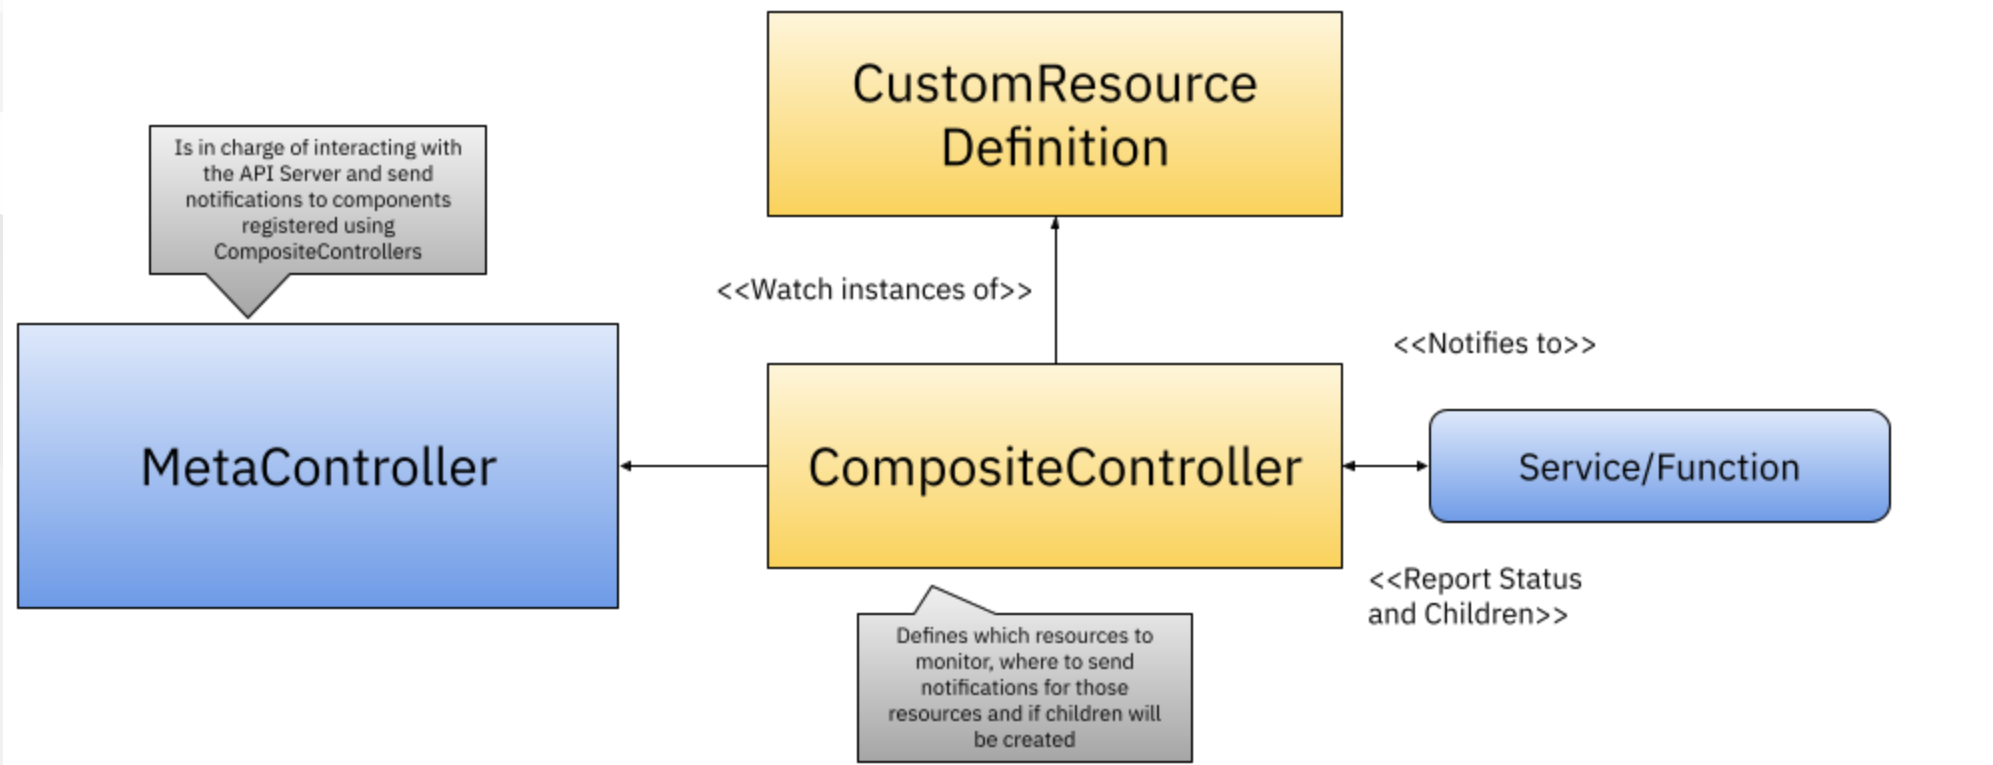 CustomResource
Definition
Is in charge of interacting with
the API Server and send
notifications to components
registered using
CompositeControllers
<<Watch instances of>>
<<Notifies to>>
MetaController
CompositeController
Service/Function
<<Report Status
and Children>>
Defines which resources to
monitor, where to send
notifications for those
resources and if children will
be created